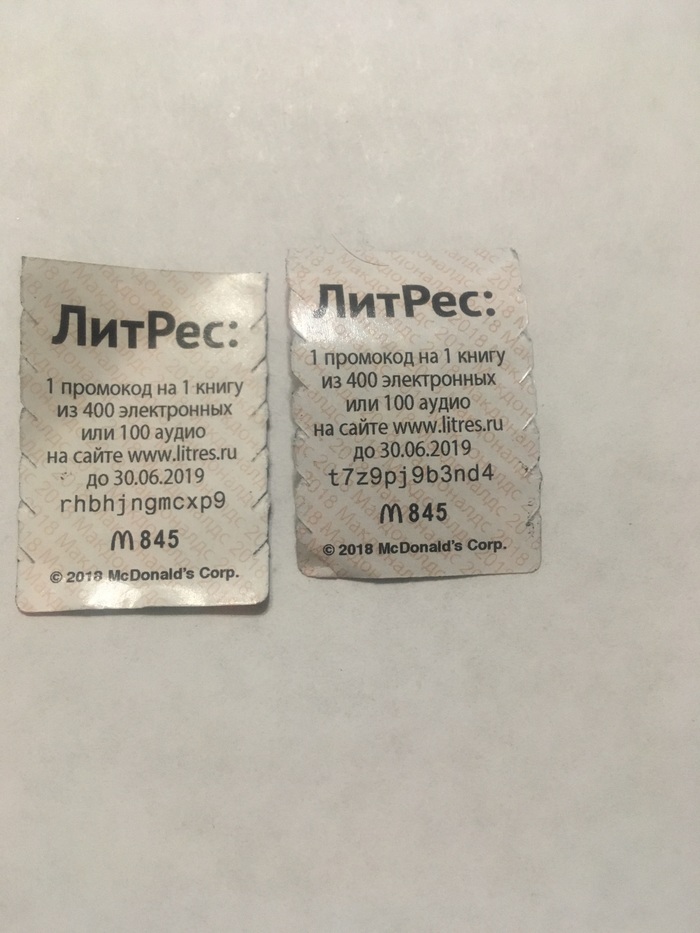 ЛитРес:
1 промокод на 1 книгу
из 400 электронных
или 100 аудио
на сайте www.litres.ru
до 30.06.2019
rhbhjngmcxp9
M 845
© 2018 McDonald's Corp.
ЛитРес:
1 промокод на 1 книгу
из 400 электронных
или 100 аудио
на сайте www.litres.ru
до 30.06.2019
t7z9pj9b3nd4
M 845
© 2018 McDonald's Corp.